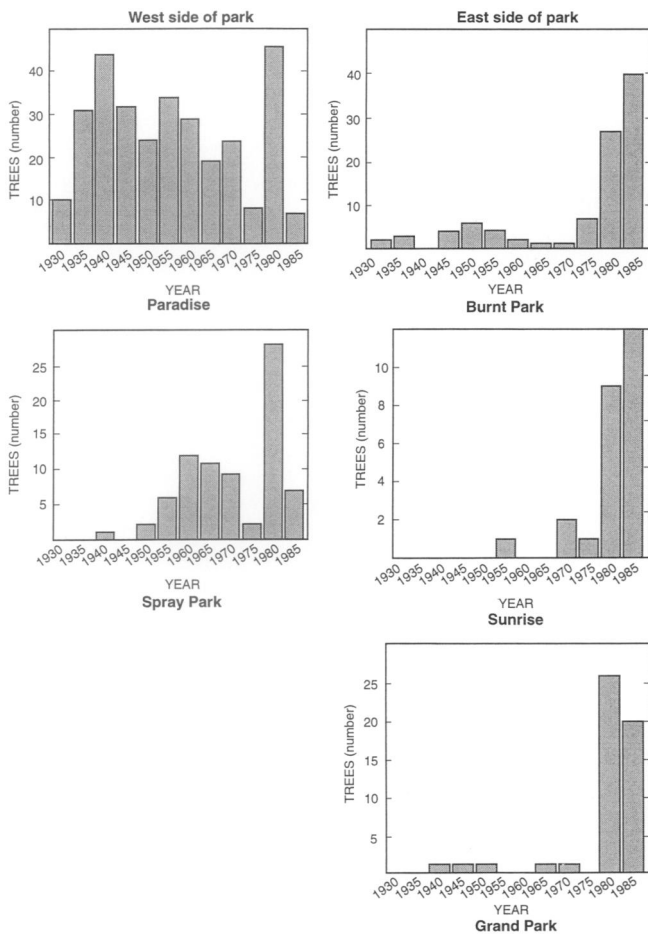 West side of park
TREES (number)
40
30
20
10
1930 1935 1940 1945 1950 1955 1960 1965 1970 1975 1980 1985
YEAR
Paradise
East side of park
TREES (number)
40
30
20
10
1930 1935 1940 1945 1950 1955 1960 1965 1970 1975 1980 1985
YEAR
Burnt Park
TREES (number)
25
20
15
10
5
1930 1935 1940 1945 1950 1955 1960 1965 1970 1975 1980 1985
YEAR
Spray Park
TREES (number)
10
8
6
4
2
1930 1935 1940 1945 1950 1955 1960 1965 1970 1975 1980 1985
YEAR
Sunrise
TREES (number)
25
20
15
10
5
1930 1935 1940 1945 1950 1955 1960 1965 1970 1975 1980 1985
YEAR
Grand Park